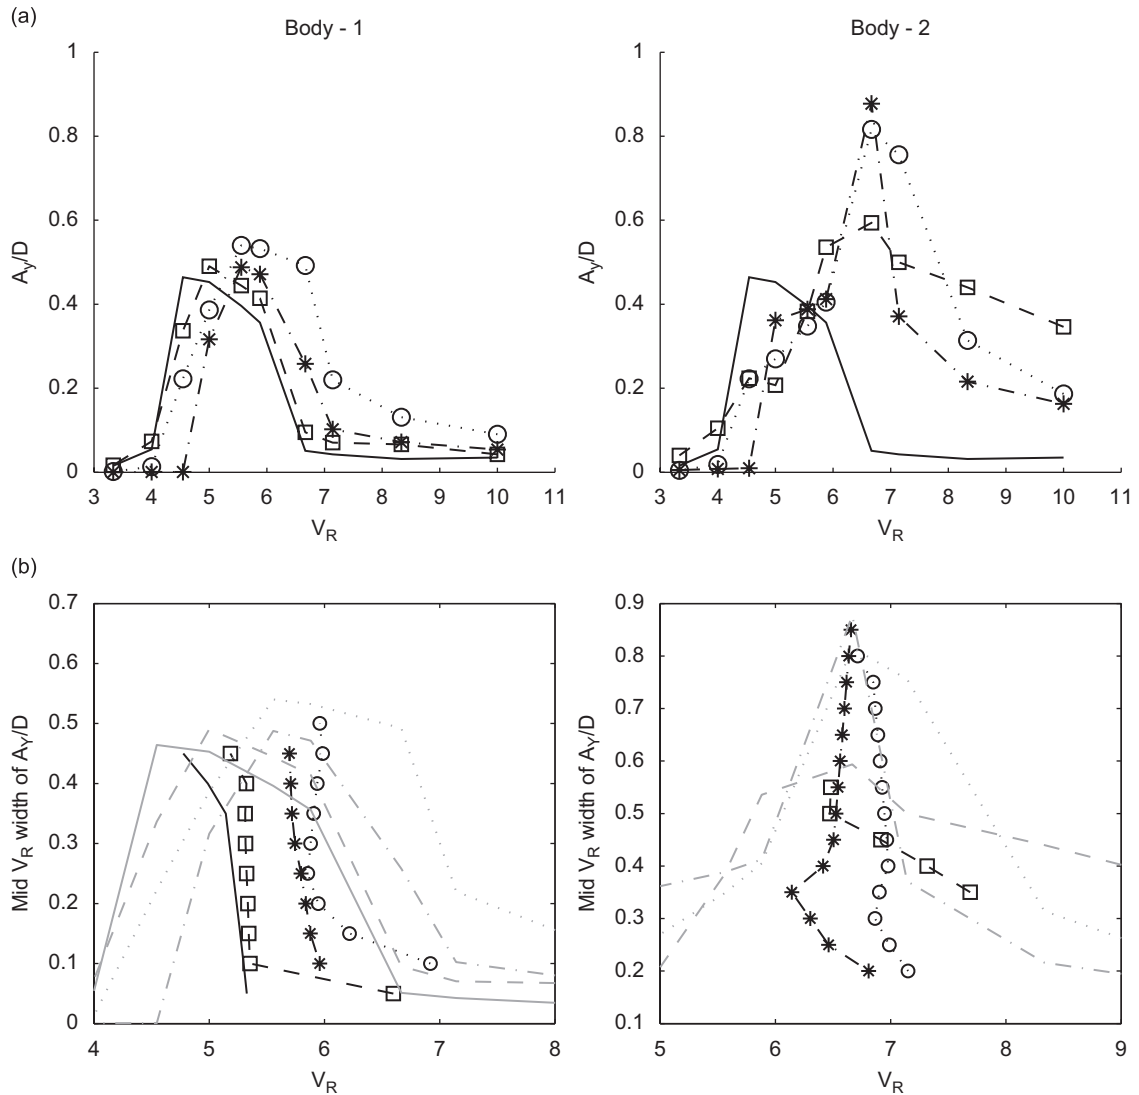 (a)
Body - 1
Body - 2
1
0.8
0.6
0.4
0.2
0
A_y/D
3 4 5 6 7 8 9 10 11
V_R
1
0.8
0.6
0.4
0.2
0
A_y/D
3 4 5 6 7 8 9 10 11
V_R
(b)
0.7
0.6
0.5
0.4
0.3
0.2
0.1
0
Mid V_R width of A_Y/D
4 5 6 7 8
V_R
0.9
0.8
0.7
0.6
0.5
0.4
0.3
0.2
0.1
Mid V_R width of A_Y/D
5 6 7 8 9
V_R